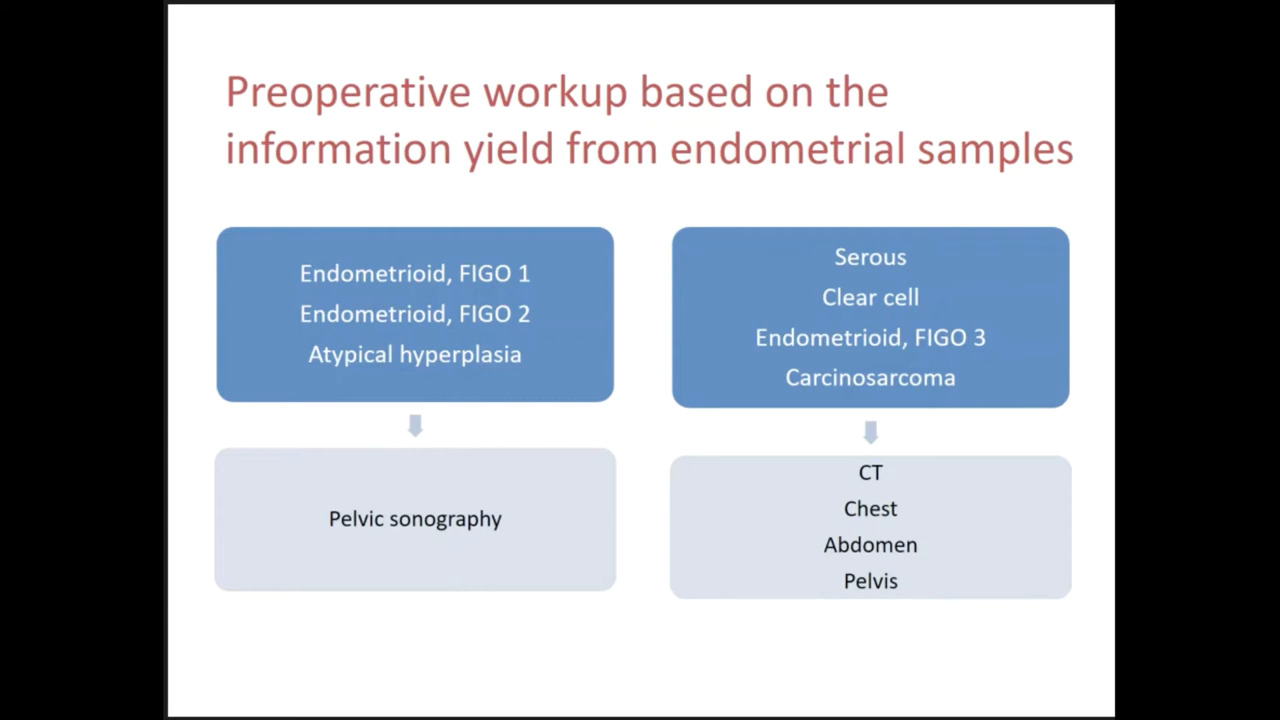 Preoperative workup based on the
information yield from endometrial samples
Endometrioid, FIGO 1
Endometrioid, FIGO 2
Atypical hyperplasia
Pelvic sonography
Serous
Clear cell
Endometrioid, FIGO 3
Carcinosarcoma
CT
Chest
Abdomen
Pelvis